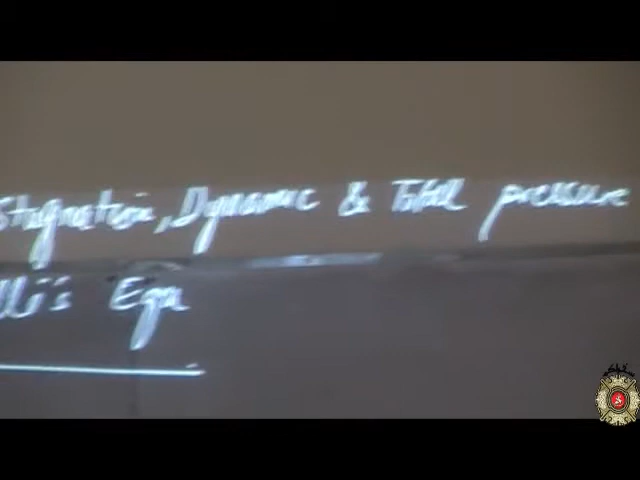 Stagnation, Dynamic & Total pressure
lli's Eqn